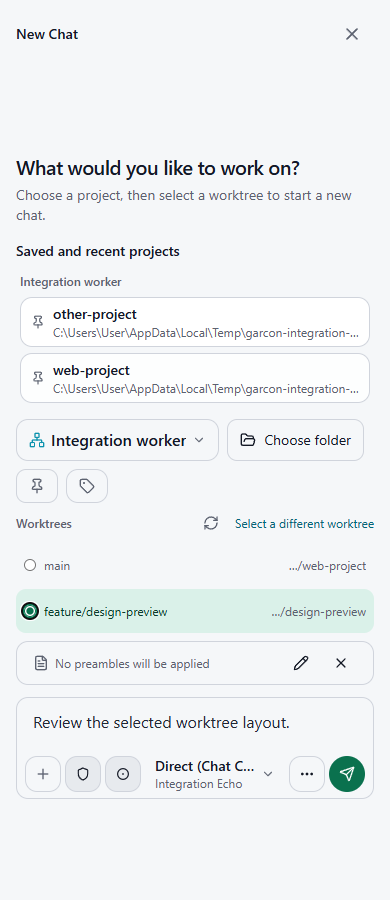 New Chat
What would you like to work on?
Choose a project, then select a worktree to start a new
chat.
Saved and recent projects
Integration worker
other-project
C:\Users\User\AppData\Local\Temp\garcon-integration-...
web-project
C:\Users\User\AppData\Local\Temp\garcon-integration-...
Integration worker
Choose folder
Worktrees
Select a different worktree
main
.../web-project
feature/design-preview
.../design-preview
No preambles will be applied
Review the selected worktree layout.
Direct (Chat C...
Integration Echo